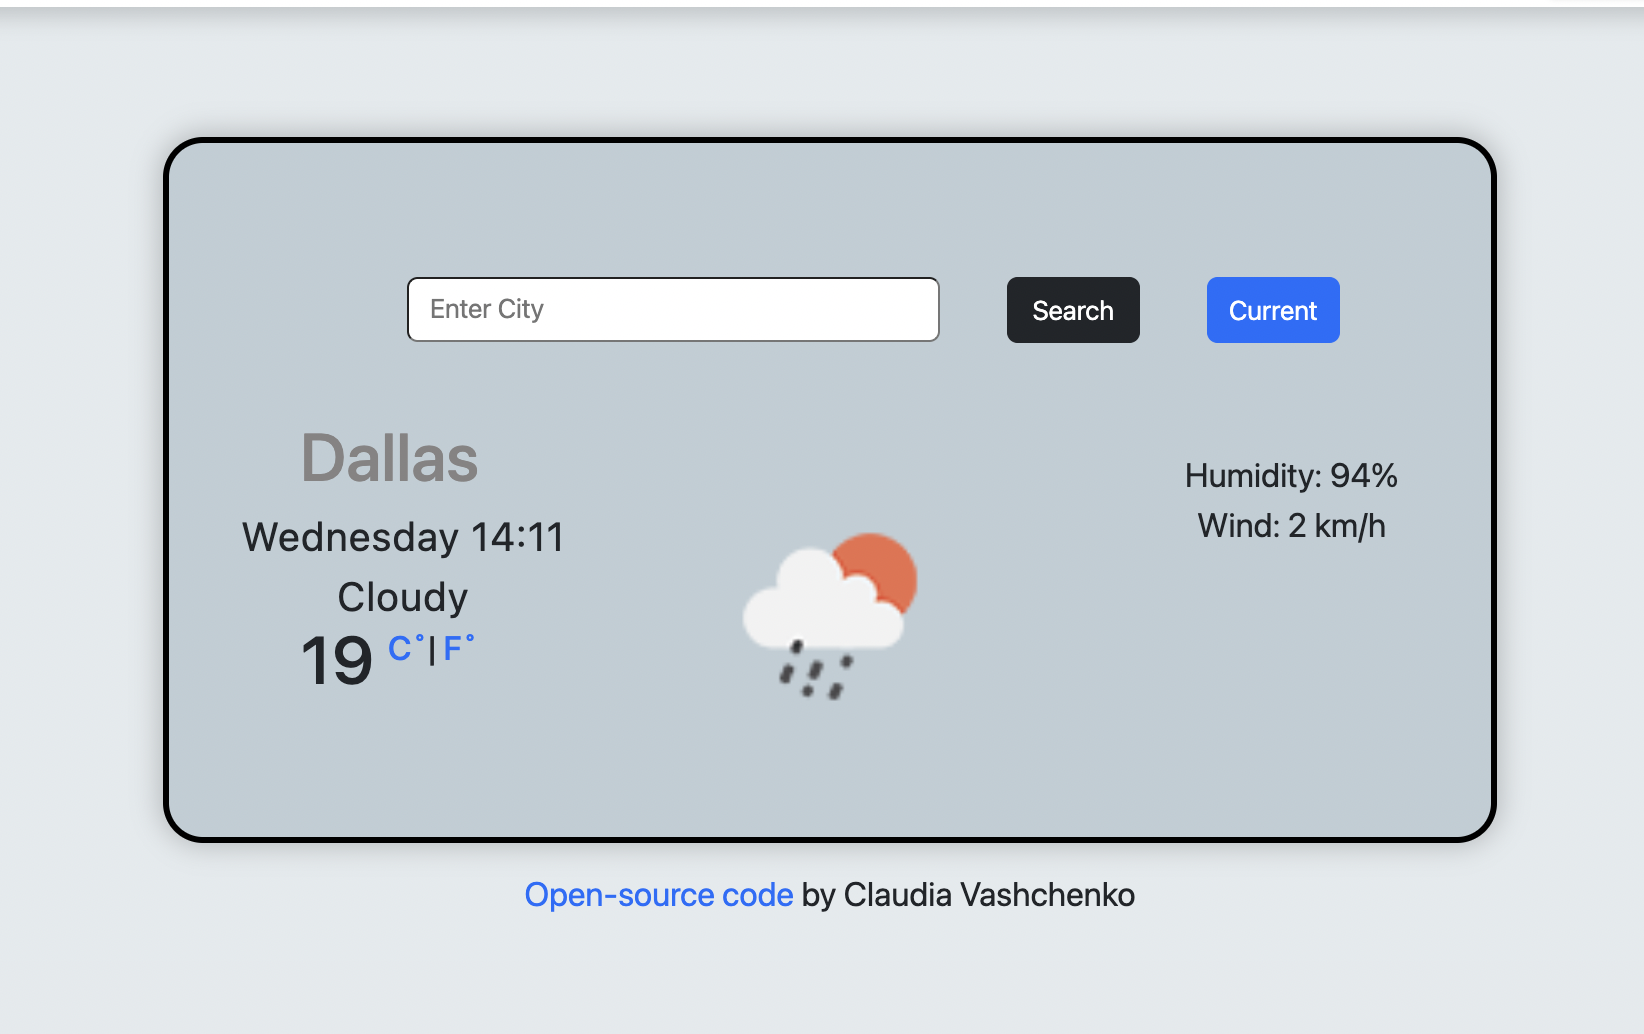 Enter City
Search
Current
Dallas
Wednesday 14:11
Cloudy
19 C°|F°
Humidity: 94%
Wind: 2 km/h
Open-source code by Claudia Vashchenko